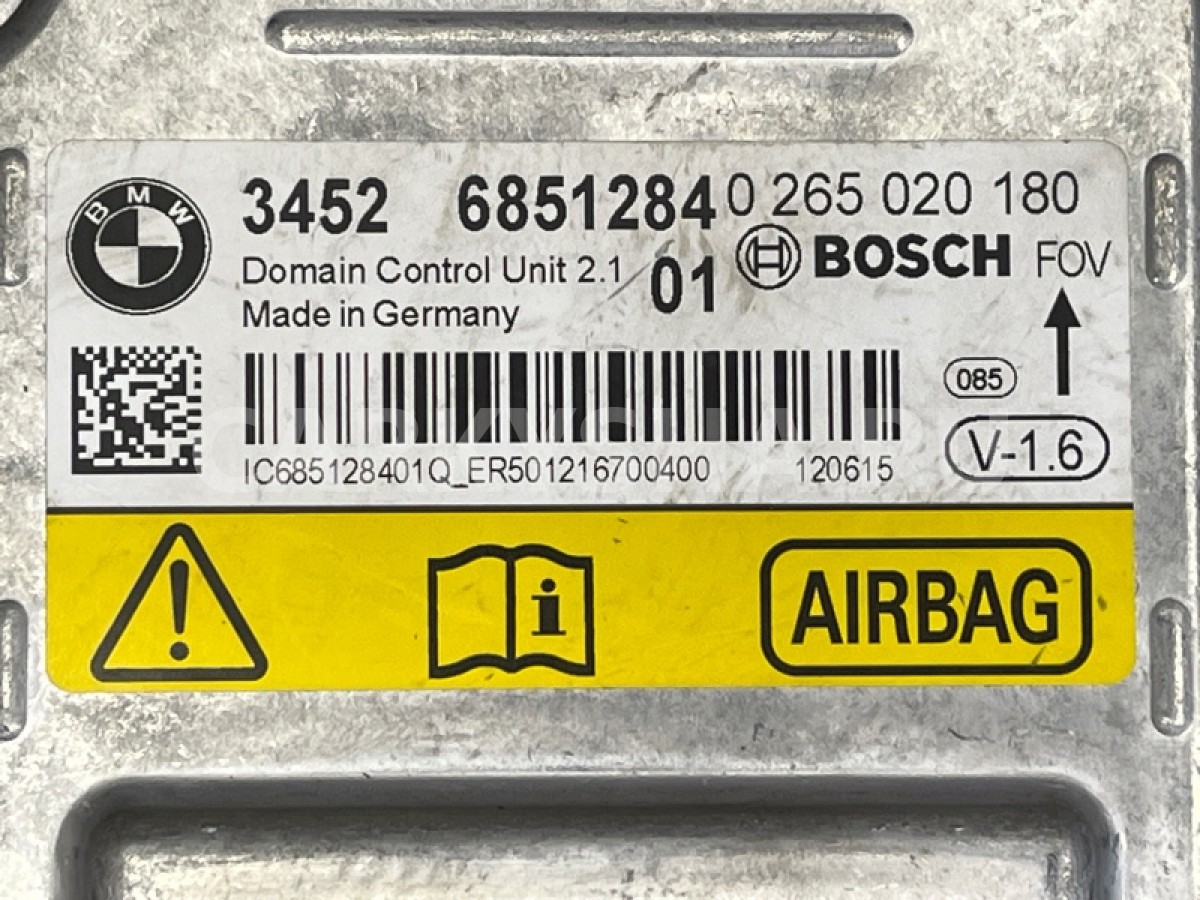 BMW
3452 6851284 0 265 020 180
Domain Control Unit 2.1 01 BOSCH FOV
Made in Germany
085
V-1.6
IC685128401Q_ER501216700400 120615
i
AIRBAG